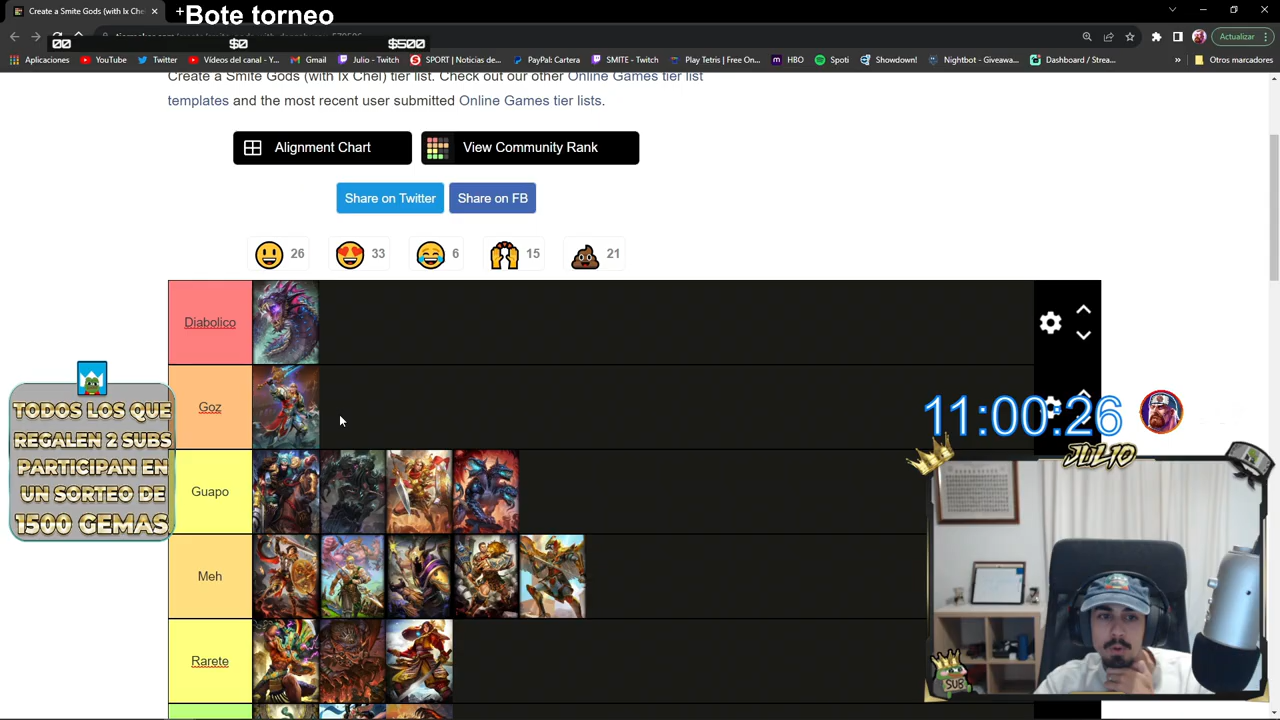 Create a Smite Gods (with Ix Chel
Bote torneo
00 $0 $500
Actualizar
Aplicaciones YouTube Twitter Videos de canal - Y... Gmail Julio - Twitch SPORT | Noticias de... PayPal: Cartera SMITE - Twitch Play Tetris | Free On... HBO Spoti Showdown! Nightbot - Giveawa... Dashboard / Strea... » Otros marcadores
Create a Smite Gods (with Ix Chel) tier list. Check out our other Online Games tier list
templates and the most recent user submitted Online Games tier lists.
Alignment Chart View Community Rank
Share on Twitter Share on FB
26 33 6 15 21
Diabolico
Goz
Guapo
Meh
Rarete
TODOS LOS QUE
REGALEN 2 SUBS
PARTICIPAN EN
UN SORTEO DE
1500 GEMAS
11:00:26
JULIO
SUB